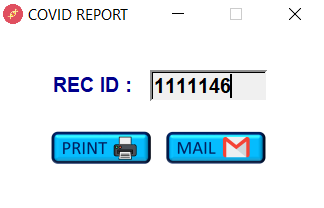 COVID REPORT
REC ID : 1111146
PRINT MAIL